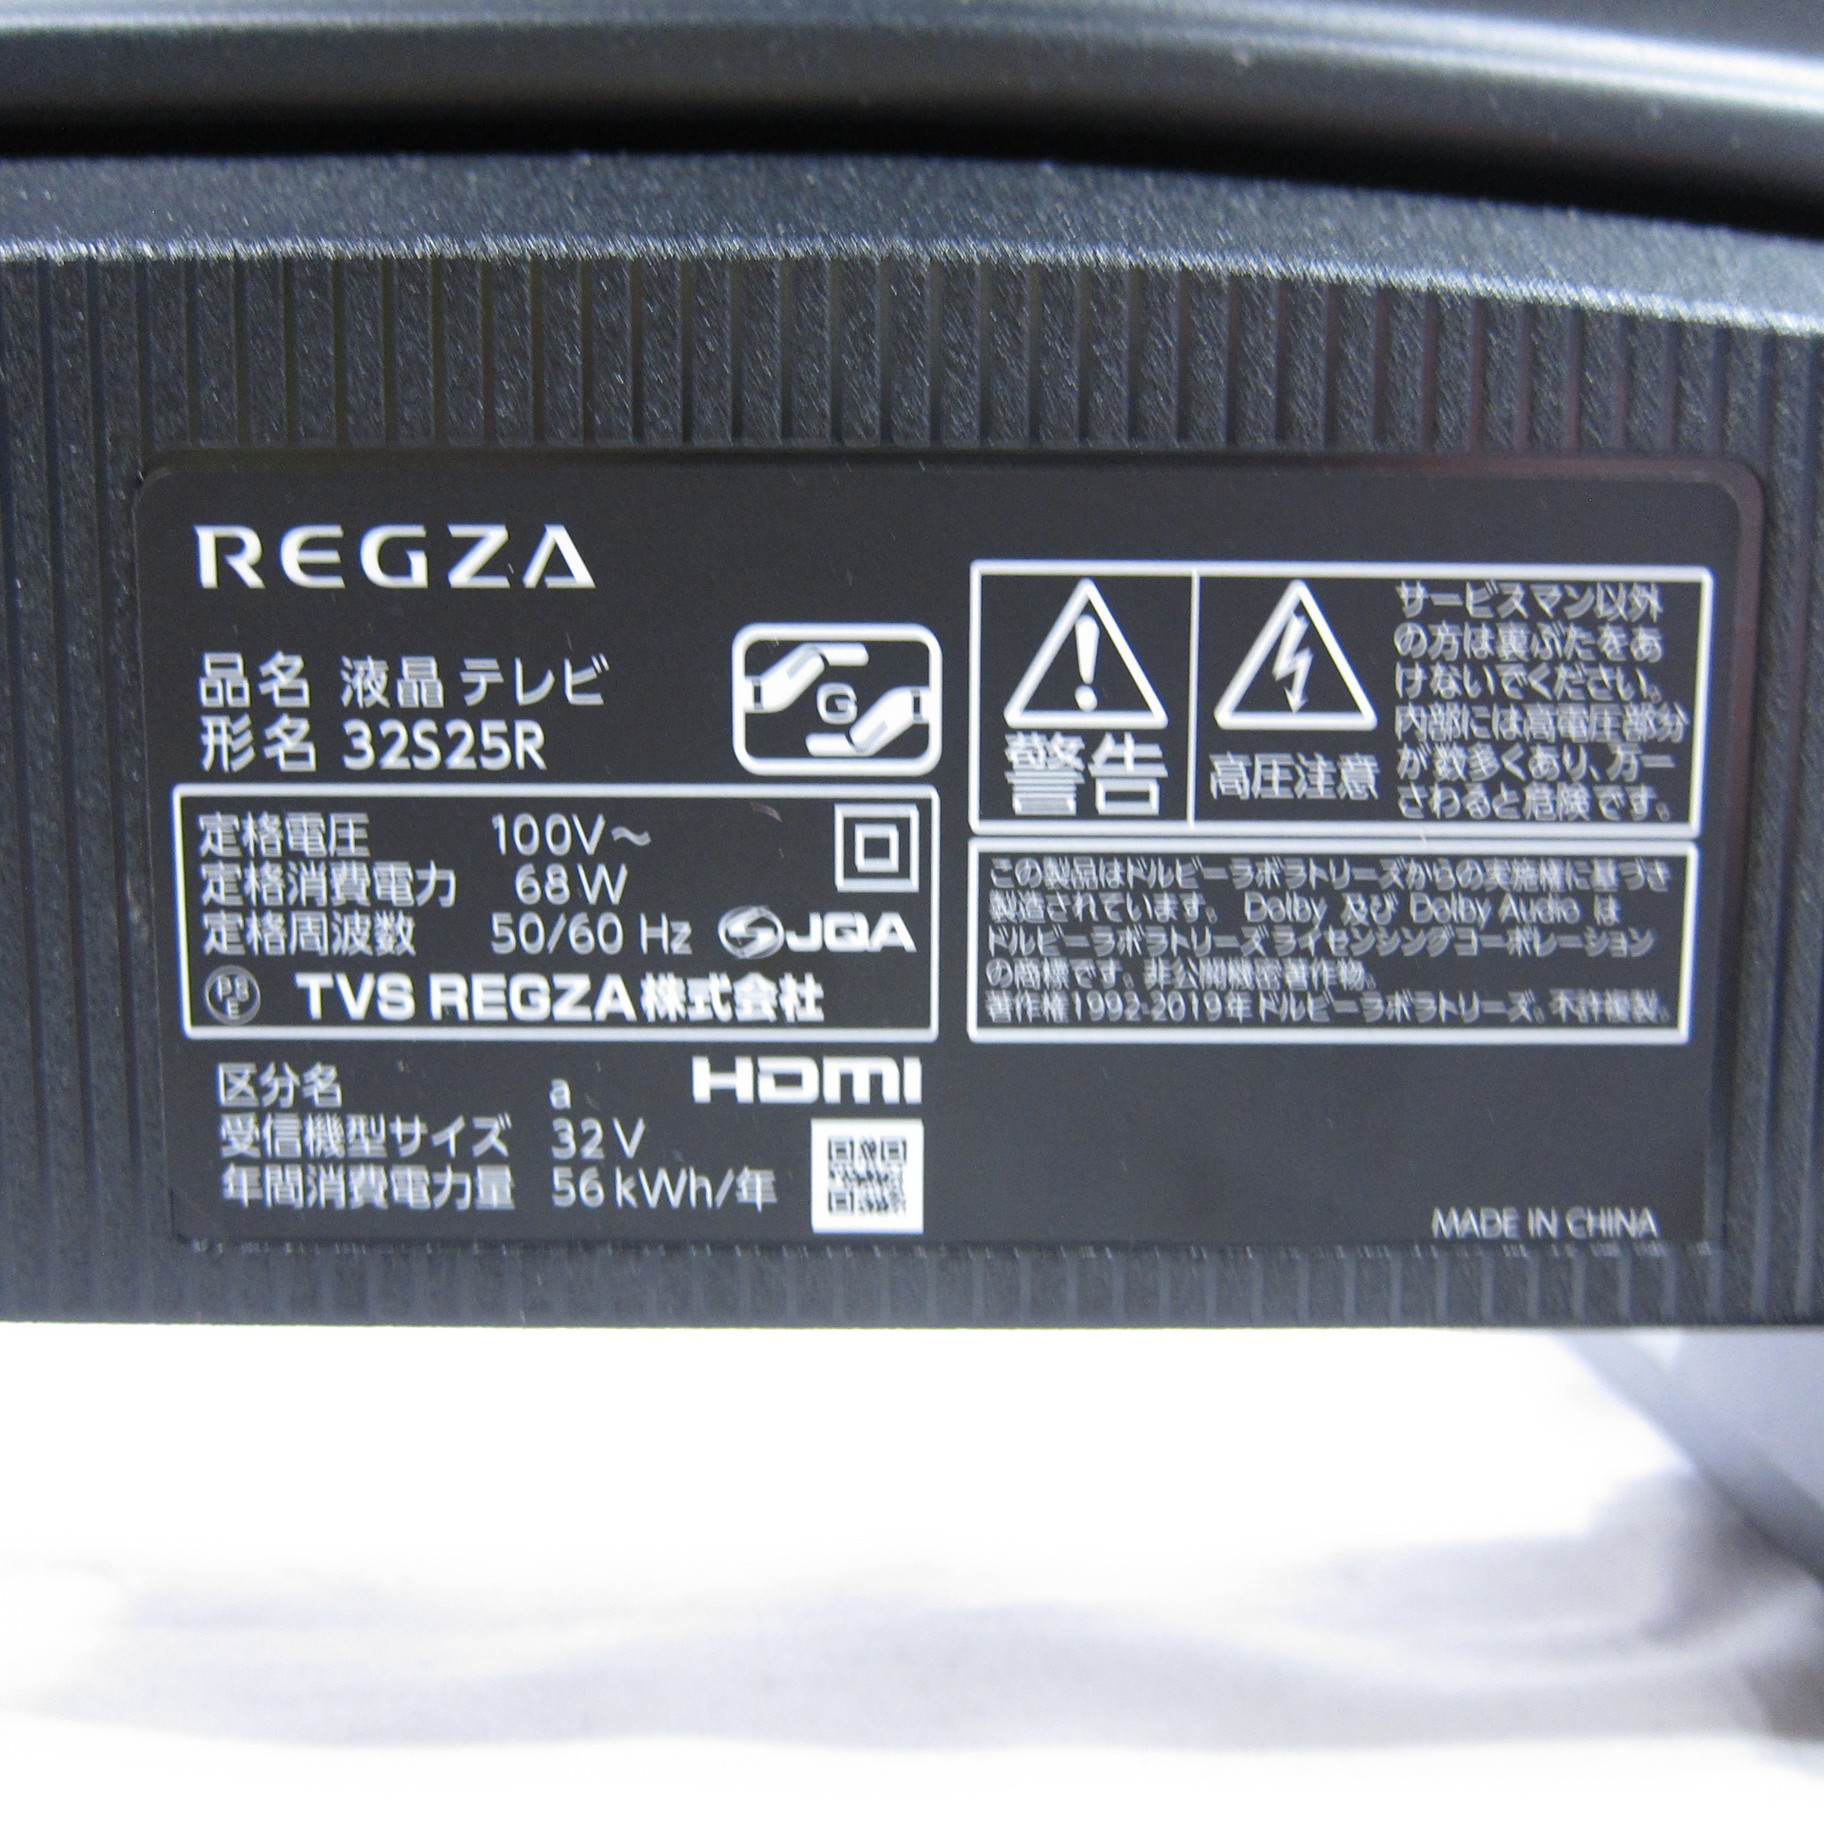 REGZA
品名 液晶テレビ
形名 32S25R
G
定格電圧 100V～
定格消費電力 68W
定格周波数 50/60 Hz JQA
PSE TVS REGZA株式会社
区分名 a
受信機型サイズ 32V
年間消費電力量 56kWh/年
HDMI
警告
高圧注意
サービスマン以外
の方は裏ぶたをあ
けないでください。
内部には高電圧部分
が数多くあり、万一
さわると危険です。
この製品はドルビーラボラトリーズからの実施権に基づき
製造されています。 Dolby 及び Dolby Audio は
ドルビーラボラトリーズライセンシングコーポレーション
の商標です。非公開機密著作物。
著作権1992-2019年ドルビーラボラトリーズ。不許複製。
MADE IN CHINA